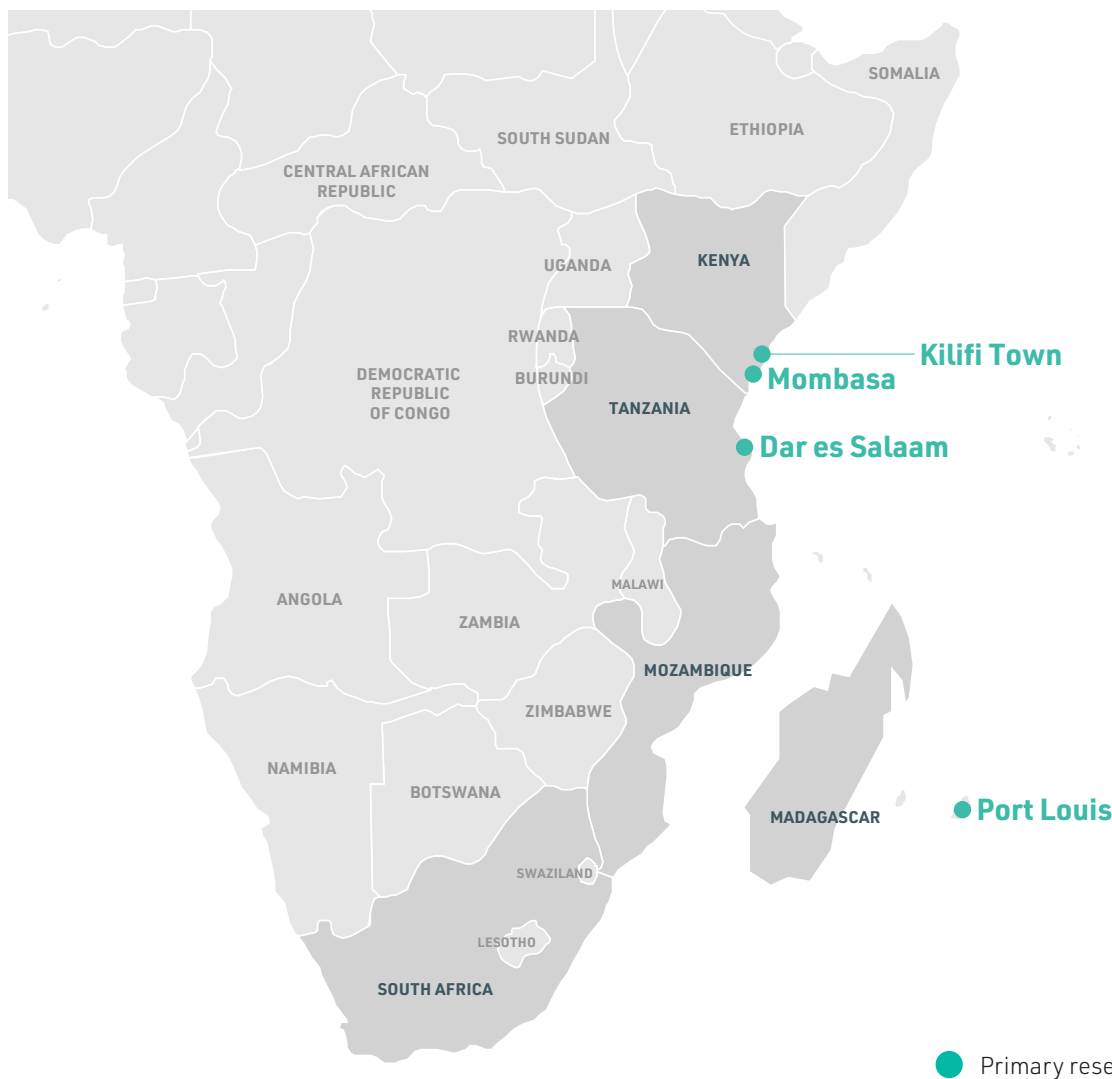 SOMALIA
ETHIOPIA
SOUTH SUDAN
CENTRAL AFRICAN
REPUBLIC
KENYA
UGANDA
RWANDA
Kilifi Town
DEMOCRATIC
REPUBLIC
OF CONGO
BURUNDI
Mombasa
TANZANIA
Dar es Salaam
MALAWI
ANGOLA
ZAMBIA
MOZAMBIQUE
ZIMBABWE
NAMIBIA
BOTSWANA
MADAGASCAR
Port Louis
SWAZILAND
LESOTHO
SOUTH AFRICA
Primary